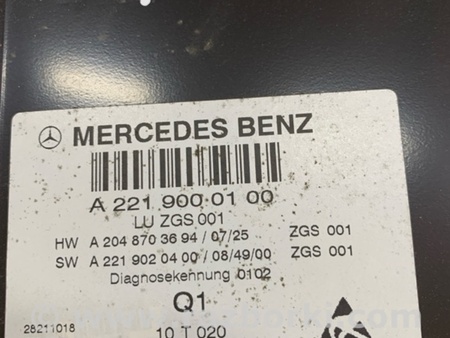 MERCEDES BENZ
A 221 900 01 00
LU ZGS 001
HW A 204 870 36 94 / 07/25 ZGS 001
SW A 221 902 04 00 / 08/49/00 ZGS 001
Diagnosekennung 0102
Q1
28211018
10 T 020